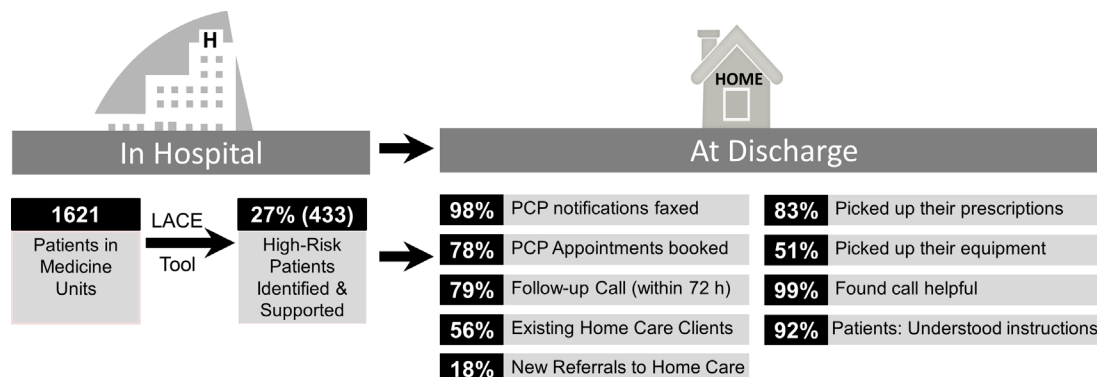 H
HOME
In Hospital
At Discharge
1621
Patients in
Medicine
Units
LACE
Tool
27% (433)
High-Risk
Patients
Identified &
Supported
98% PCP notifications faxed
78% PCP Appointments booked
79% Follow-up Call (within 72 h)
56% Existing Home Care Clients
18% New Referrals to Home Care
83% Picked up their prescriptions
51% Picked up their equipment
99% Found call helpful
92% Patients: Understood instructions